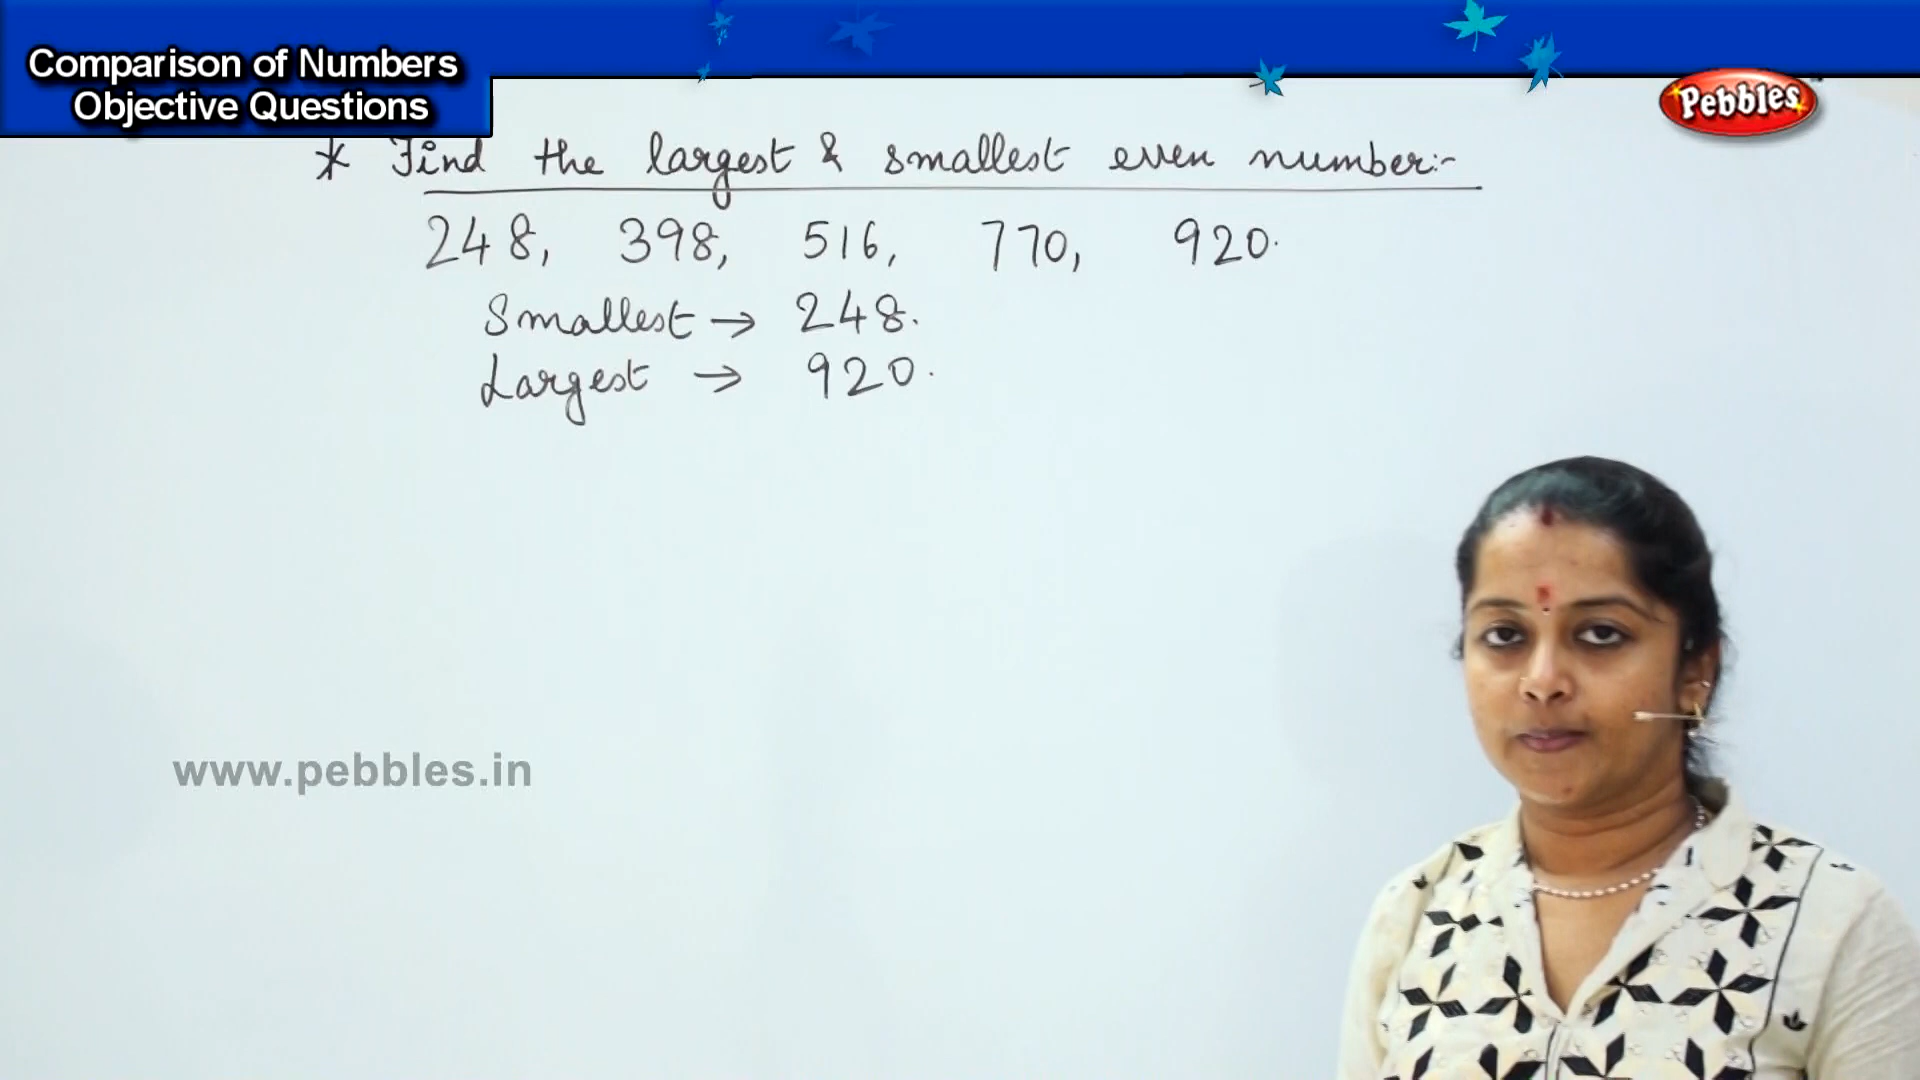 Comparison of Numbers
Objective Questions
Pebbles
* Find the largest & smallest even number:-
248, 398, 516, 770, 920.
Smallest → 248.
Largest → 920.
www.pebbles.in